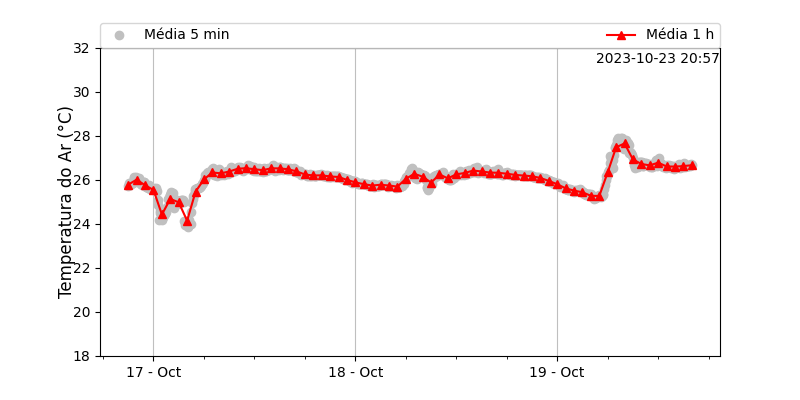 Média 5 min
Média 1 h
2023-10-23 20:57
Temperatura do Ar (°C)
32
30
28
26
24
22
20
18
17 - Oct
18 - Oct
19 - Oct